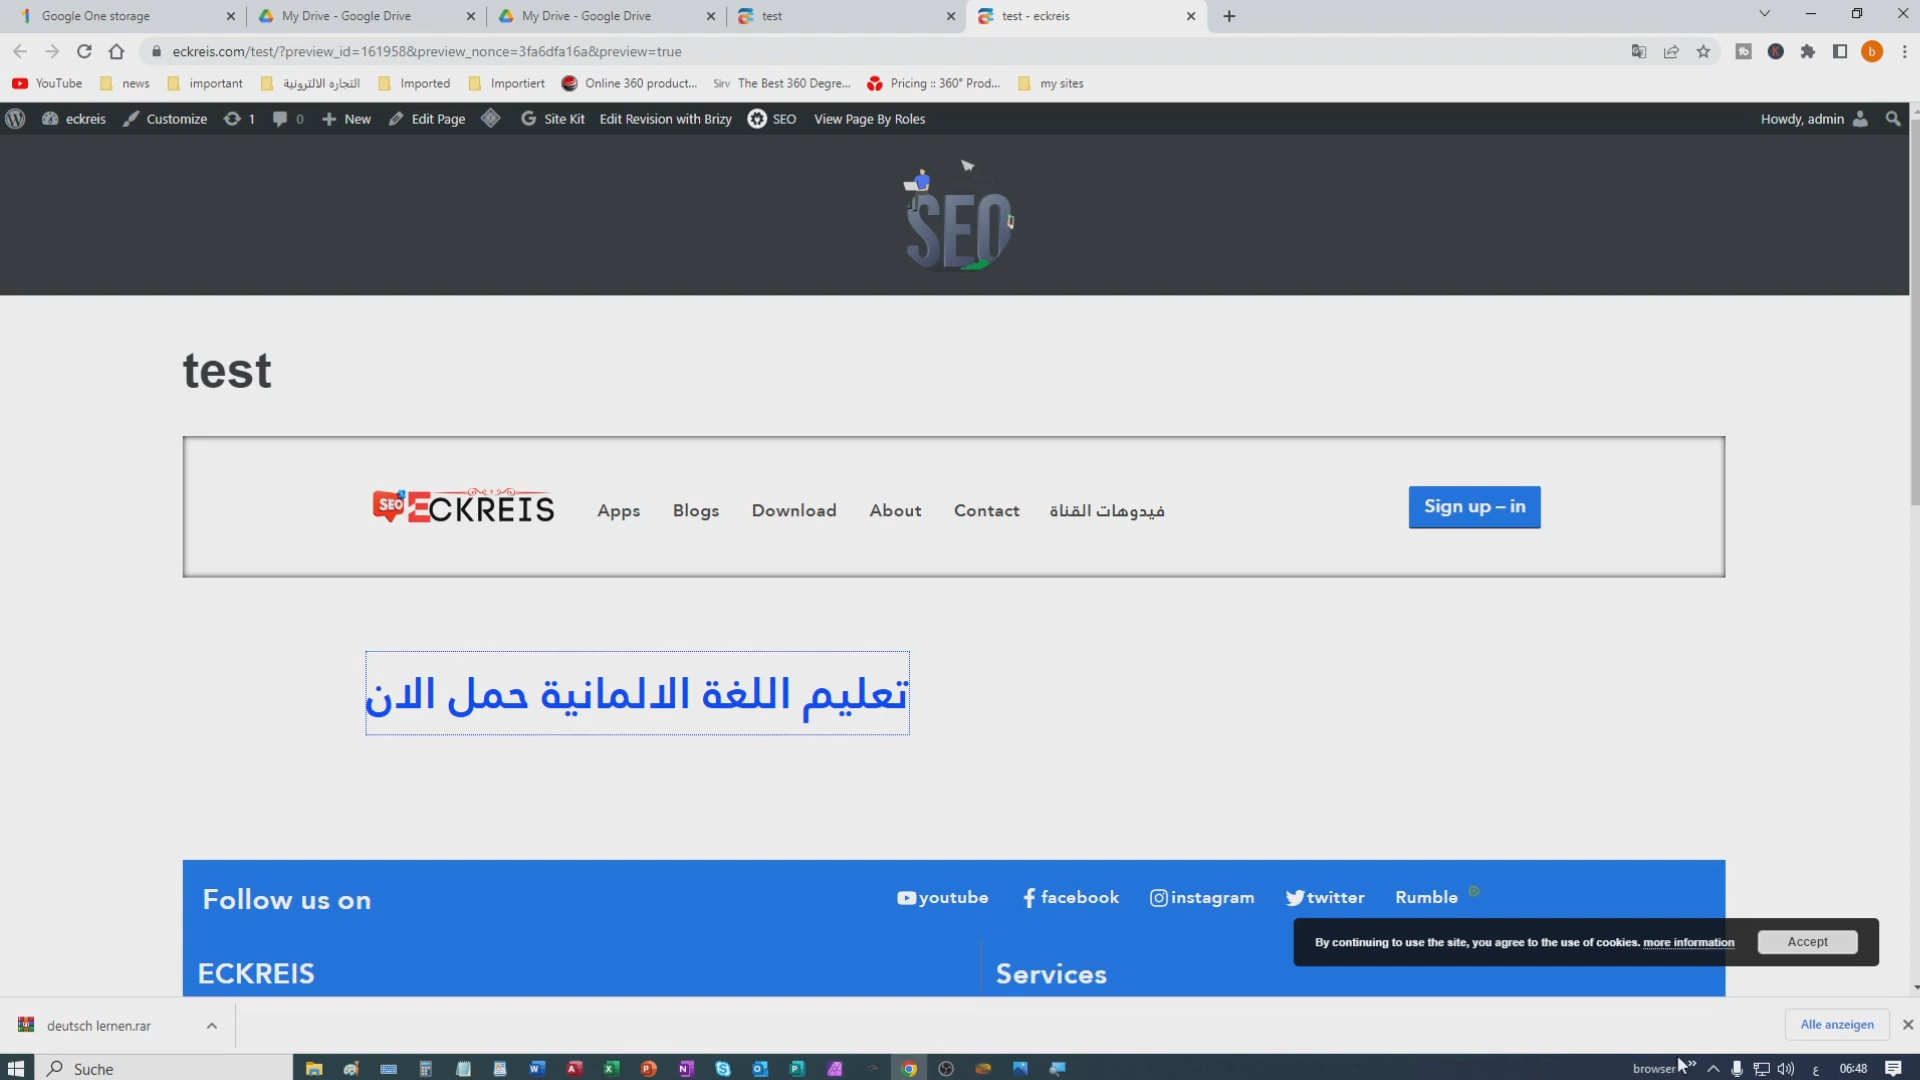 Google One storage
My Drive - Google Drive
My Drive - Google Drive
test
test - eckreis
eckreis.com/test/?preview_id=161958&preview_nonce=3fa6dfa16a&preview=true
YouTube
news
important
التجاره الالترونية
Imported
Importiert
Online 360 product...
Sirv The Best 360 Degre...
Pricing :: 360° Prod...
my sites
eckreis
Customize
1
0
New
Edit Page
Site Kit
Edit Revision with Brizy
SEO
View Page By Roles
Howdy, admin
SEO
test
SEO ECKREIS
Apps
Blogs
Download
About
Contact
فيدوهات القناة
Sign up – in
تعليم اللغة الالمانية حمل الان
Follow us on
youtube
facebook
instagram
twitter
Rumble
By continuing to use the site, you agree to the use of cookies. more information
Accept
ECKREIS
Services
deutsch lernen.rar
Alle anzeigen
Suche
browser
ع
06:48